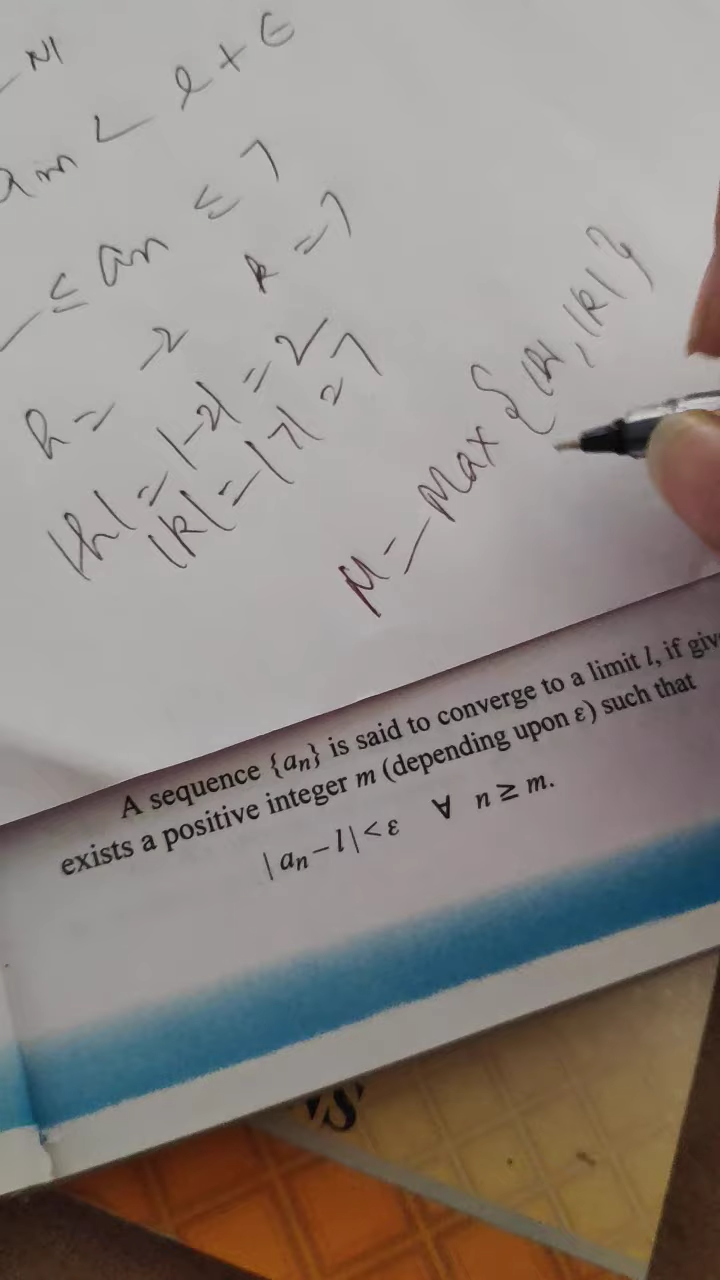 am < l + ε
≤ an ≤ 7
h = -2 k = 7
|h| = |-2| = 2
|k| = |7| = 7
M = Max {|h|, |k|}
A sequence {an} is said to converge to a limit l, if giv
exists a positive integer m (depending upon ε) such that
| an – l | < ε ∀ n ≥ m.